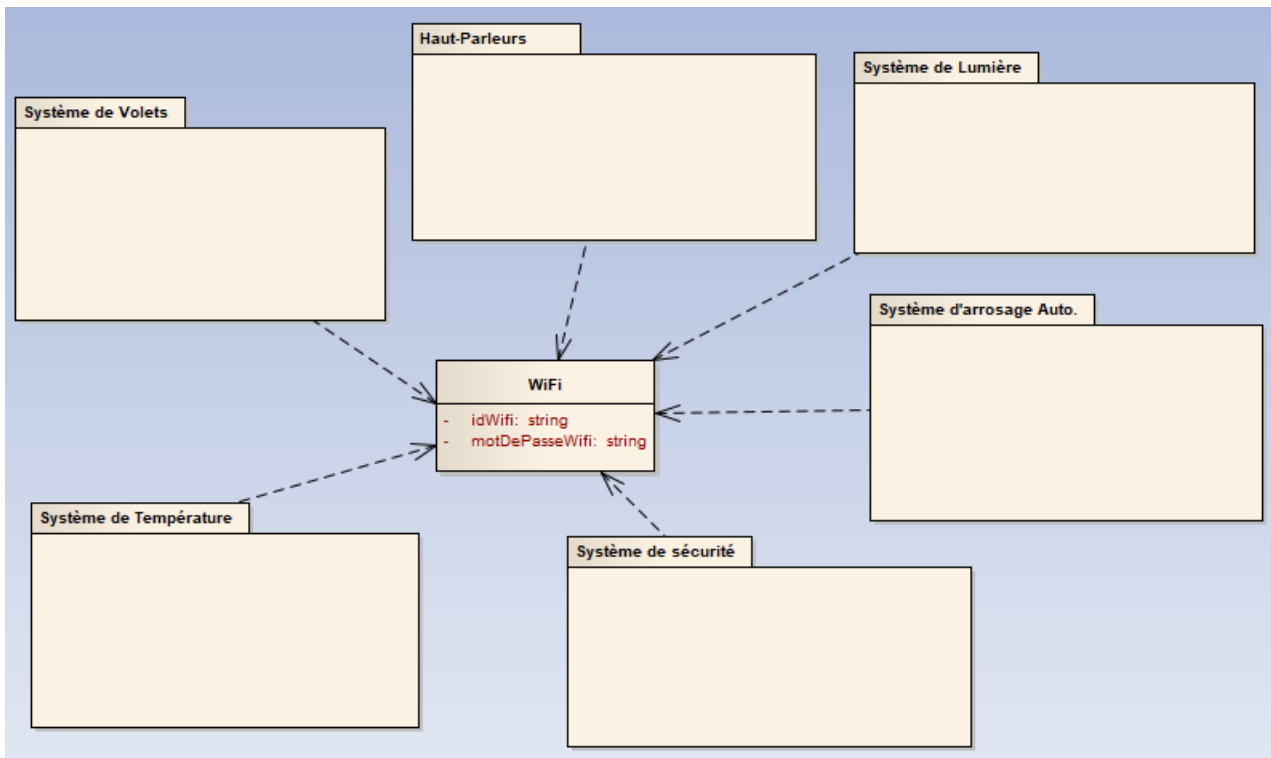 Haut-Parleurs
Système de Lumière
Système de Volets
Système d'arrosage Auto.
WiFi
- idWifi: string
- motDePasseWifi: string
Système de Température
Système de sécurité